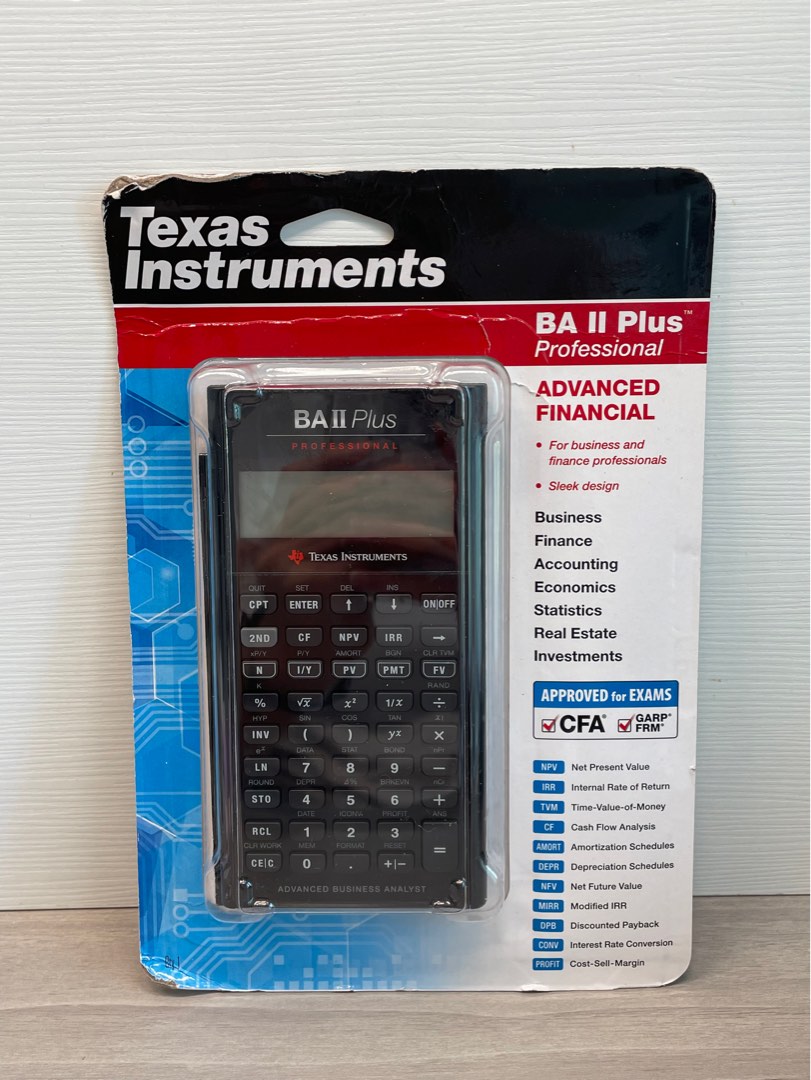 Texas
Instruments
BA II Plus™
Professional
ADVANCED
FINANCIAL
• For business and
finance professionals
• Sleek design
Business
Finance
Accounting
Economics
Statistics
Real Estate
Investments
APPROVED for EXAMS
CFA® GARP®
FRM®
NPV Net Present Value
IRR Internal Rate of Return
TVM Time-Value-of-Money
CF Cash Flow Analysis
AMORT Amortization Schedules
DEPR Depreciation Schedules
NFV Net Future Value
MIRR Modified IRR
DPB Discounted Payback
CONV Interest Rate Conversion
PROFIT Cost-Sell-Margin
BA II Plus
PROFESSIONAL
TEXAS INSTRUMENTS
QUIT SET DEL INS
CPT ENTER ↑ ↓ ON|OFF
2ND CF NPV IRR →
xP/Y P/Y AMORT BGN CLR TVM
N I/Y PV PMT FV
K RAND
% √x x² 1/x ÷
HYP SIN COS TAN x!
INV ( ) yˣ ×
eˣ DATA STAT BOND nPr
LN 7 8 9 −
ROUND DEPR Δ% BRKEVN nCr
STO 4 5 6 +
DATE ICONV PROFIT ANS
RCL 1 2 3 =
CLR WORK MEM FORMAT RESET
CE|C 0 . +|−
ADVANCED BUSINESS ANALYST